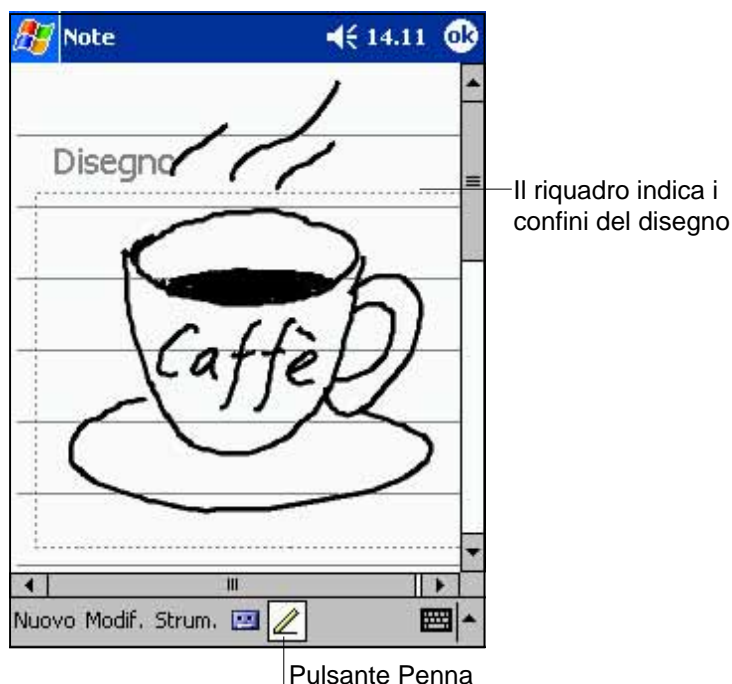 Note 14.11 ok
Disegno
Il riquadro indica i
confini del disegno
Caffè
Nuovo Modif. Strum.
Pulsante Penna